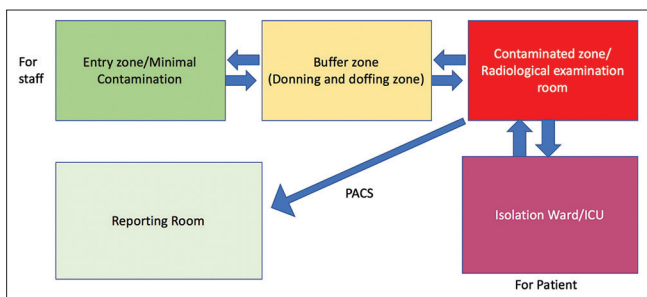 For
staff
Entry zone/Minimal
Contamination
Buffer zone
(Donning and doffing zone)
Contaminated zone/
Radiological examination
room
Reporting Room
PACS
Isolation Ward/ICU
For Patient